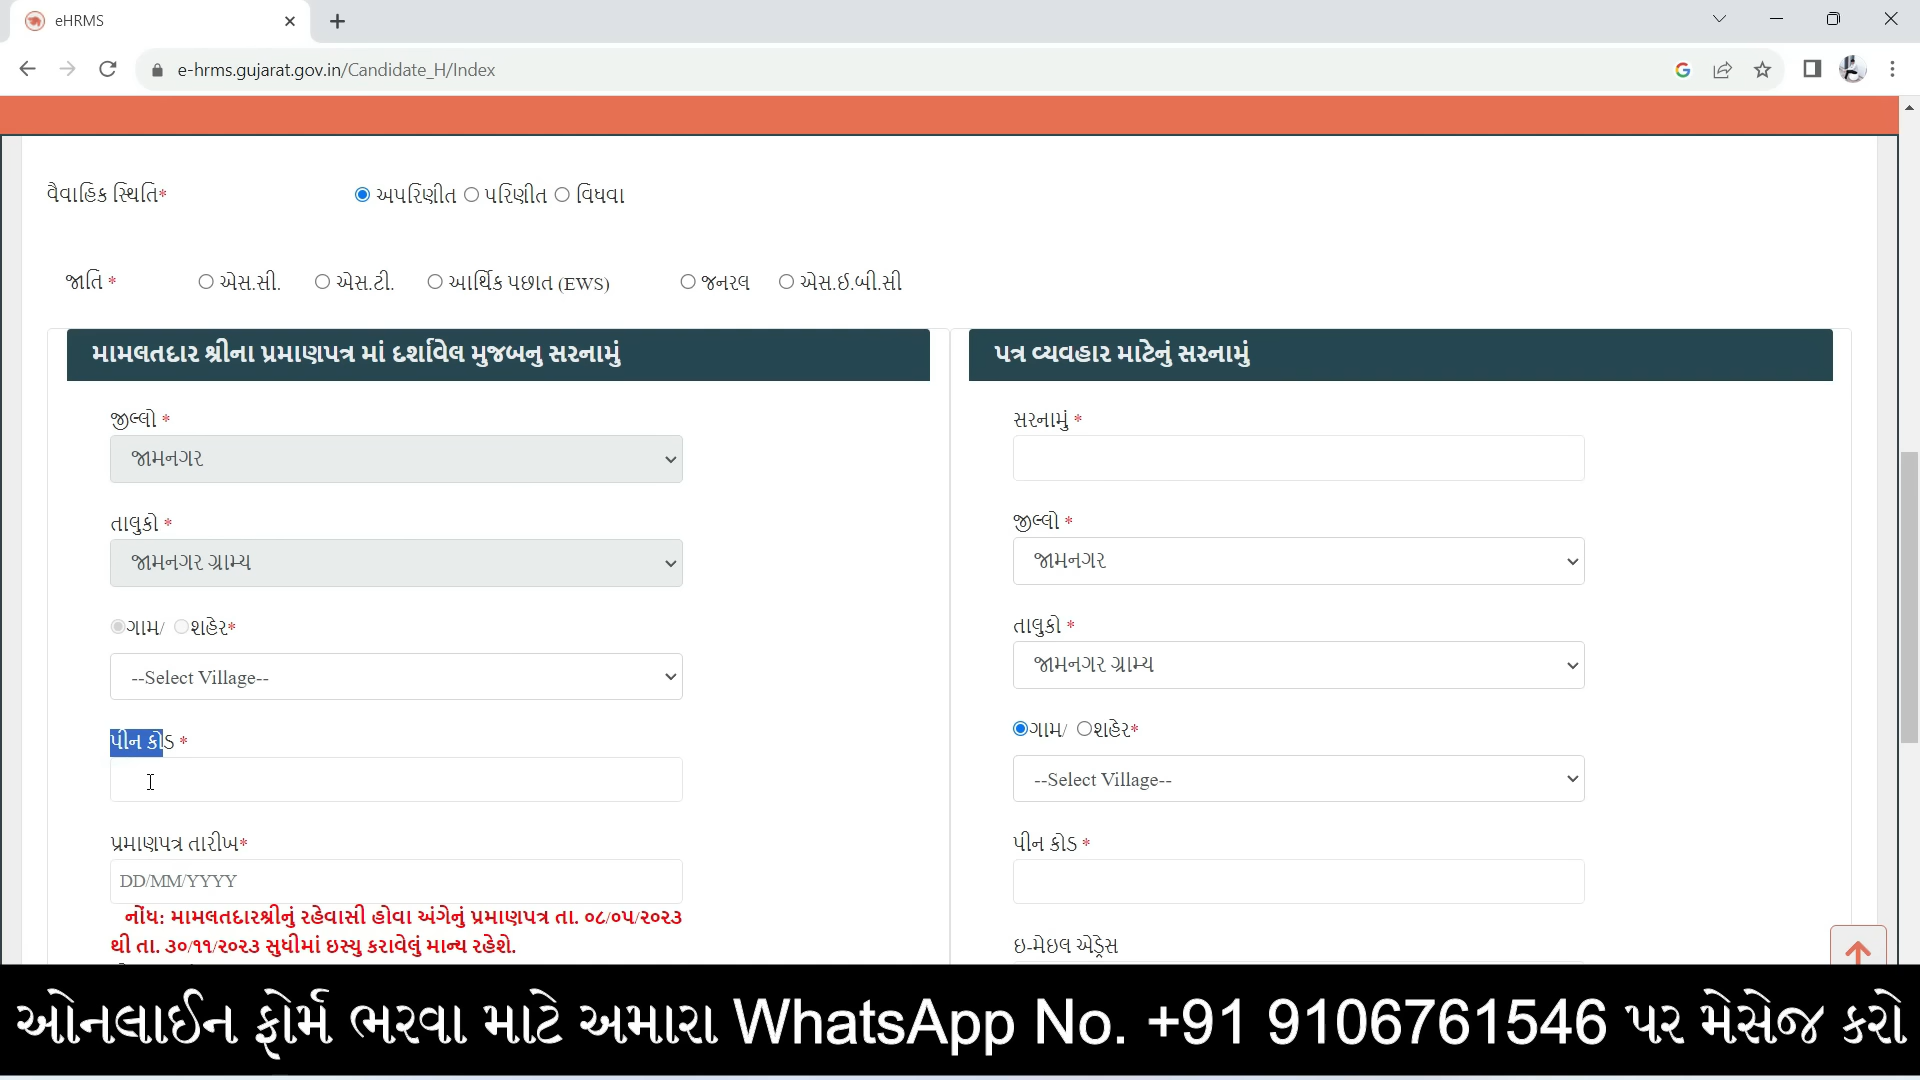 eHRMS
e-hrms.gujarat.gov.in/Candidate_H/Index
વૈવાહિક સ્થિતિ* અપરિણીત પરિણીત વિધવા
જાતિ * એસ.સી. એસ.ટી. આર્થિક પછાત (EWS) જનરલ એસ.ઈ.બી.સી
મામલતદાર શ્રીના પ્રમાણપત્ર માં દર્શાવેલ મુજબનુ સરનામું
જીલ્લો *
જામનગર
તાલુકો *
જામનગર ગ્રામ્ય
ગામ/ શહેર*
--Select Village--
પીન કોડ *
પ્રમાણપત્ર તારીખ*
DD/MM/YYYY
નોંધ: મામલતદારશ્રીનું રહેવાસી હોવા અંગેનું પ્રમાણપત્ર તા. ૦૮/૦૫/૨૦૨૩
થી તા. ૩૦/૧૧/૨૦૨૩ સુધીમાં ઇસ્યુ કરાવેલું માન્ય રહેશે.
પત્ર વ્યવહાર માટેનું સરનામું
સરનામું *
જીલ્લો *
જામનગર
તાલુકો *
જામનગર ગ્રામ્ય
ગામ/ શહેર*
--Select Village--
પીન કોડ *
ઇ-મેઇલ એડ્રેસ
ઓનલાઈન ફોર્મ ભરવા માટે અમારા WhatsApp No. +91 9106761546 પર મેસેજ કરો